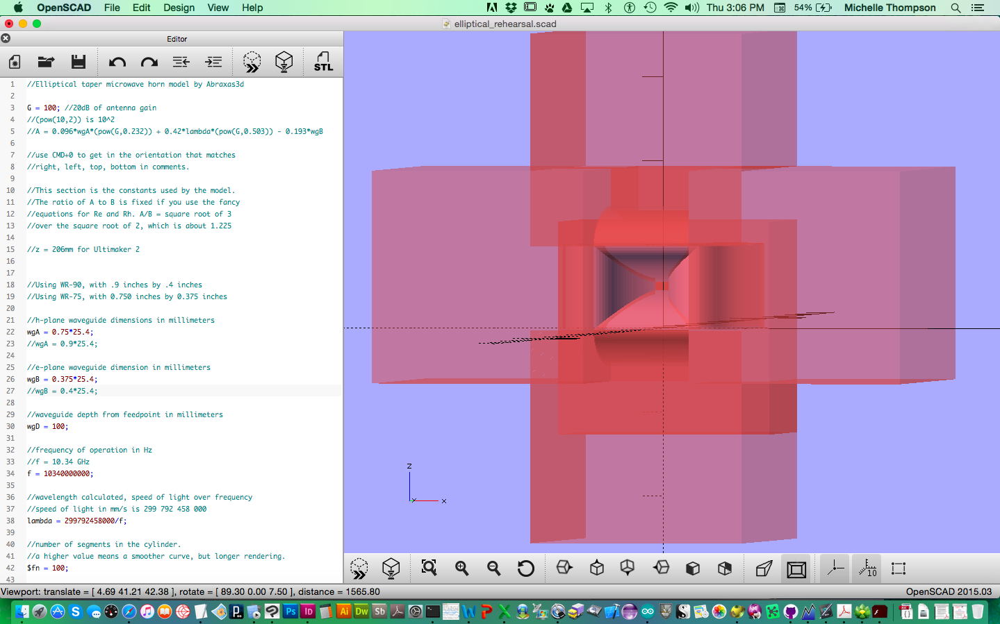 OpenSCAD File Edit Design View Help
Thu 3:06 PM 54% Michelle Thompson
elliptical_rehearsal.scad
Editor
STL
1 //Elliptical taper microwave horn model by Abraxas3d
2
3 G = 100; //20dB of antenna gain
4 //(pow(10,2)) is 10^2
5 //A = 0.096*wgA*(pow(G,0.232)) + 0.42*lambda*(pow(G,0.503)) - 0.193*wgB
6
7 //use CMD+0 to get in the orientation that matches
8 //right, left, top, bottom in comments.
9
10 //This section is the constants used by the model.
11 //The ratio of A to B is fixed if you use the fancy
12 //equations for Re and Rh. A/B = square root of 3
13 //over the square root of 2, which is about 1.225
14
15 //z = 206mm for Ultimaker 2
16
17
18 //Using WR-90, with .9 inches by .4 inches
19 //Using WR-75, with 0.750 inches by 0.375 inches
20
21 //h-plane waveguide dimensions in millimeters
22 wgA = 0.75*25.4;
23 //wgA = 0.9*25.4;
24
25 //e-plane waveguide dimension in millimeters
26 wgB = 0.375*25.4;
27 //wgB = 0.4*25.4;
28
29 //waveguide depth from feedpoint in millimeters
30 wgD = 100;
31
32 //frequency of operation in Hz
33 //f = 10.34 GHz
34 f = 10340000000;
35
36 //wavelength calculated, speed of light over frequency
37 //speed of light in mm/s is 299 792 458 000
38 lambda = 299792458000/f;
39
40 //number of segments in the cylinder.
41 //a higher value means a smoother curve, but longer rendering.
42 $fn = 100;
43
z
x
10
Viewport: translate = [ 4.69 41.21 42.38 ], rotate = [ 89.30 0.00 7.50 ], distance = 1565.80
OpenSCAD 2015.03
Ps Id Ai Dw Sb